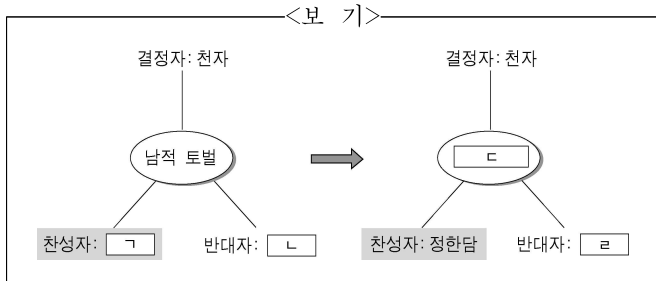 <보 기>
결정자: 천자 결정자: 천자
남적 토벌 ㄷ
찬성자: ㄱ 반대자: ㄴ 찬성자: 정한담 반대자: ㄹ